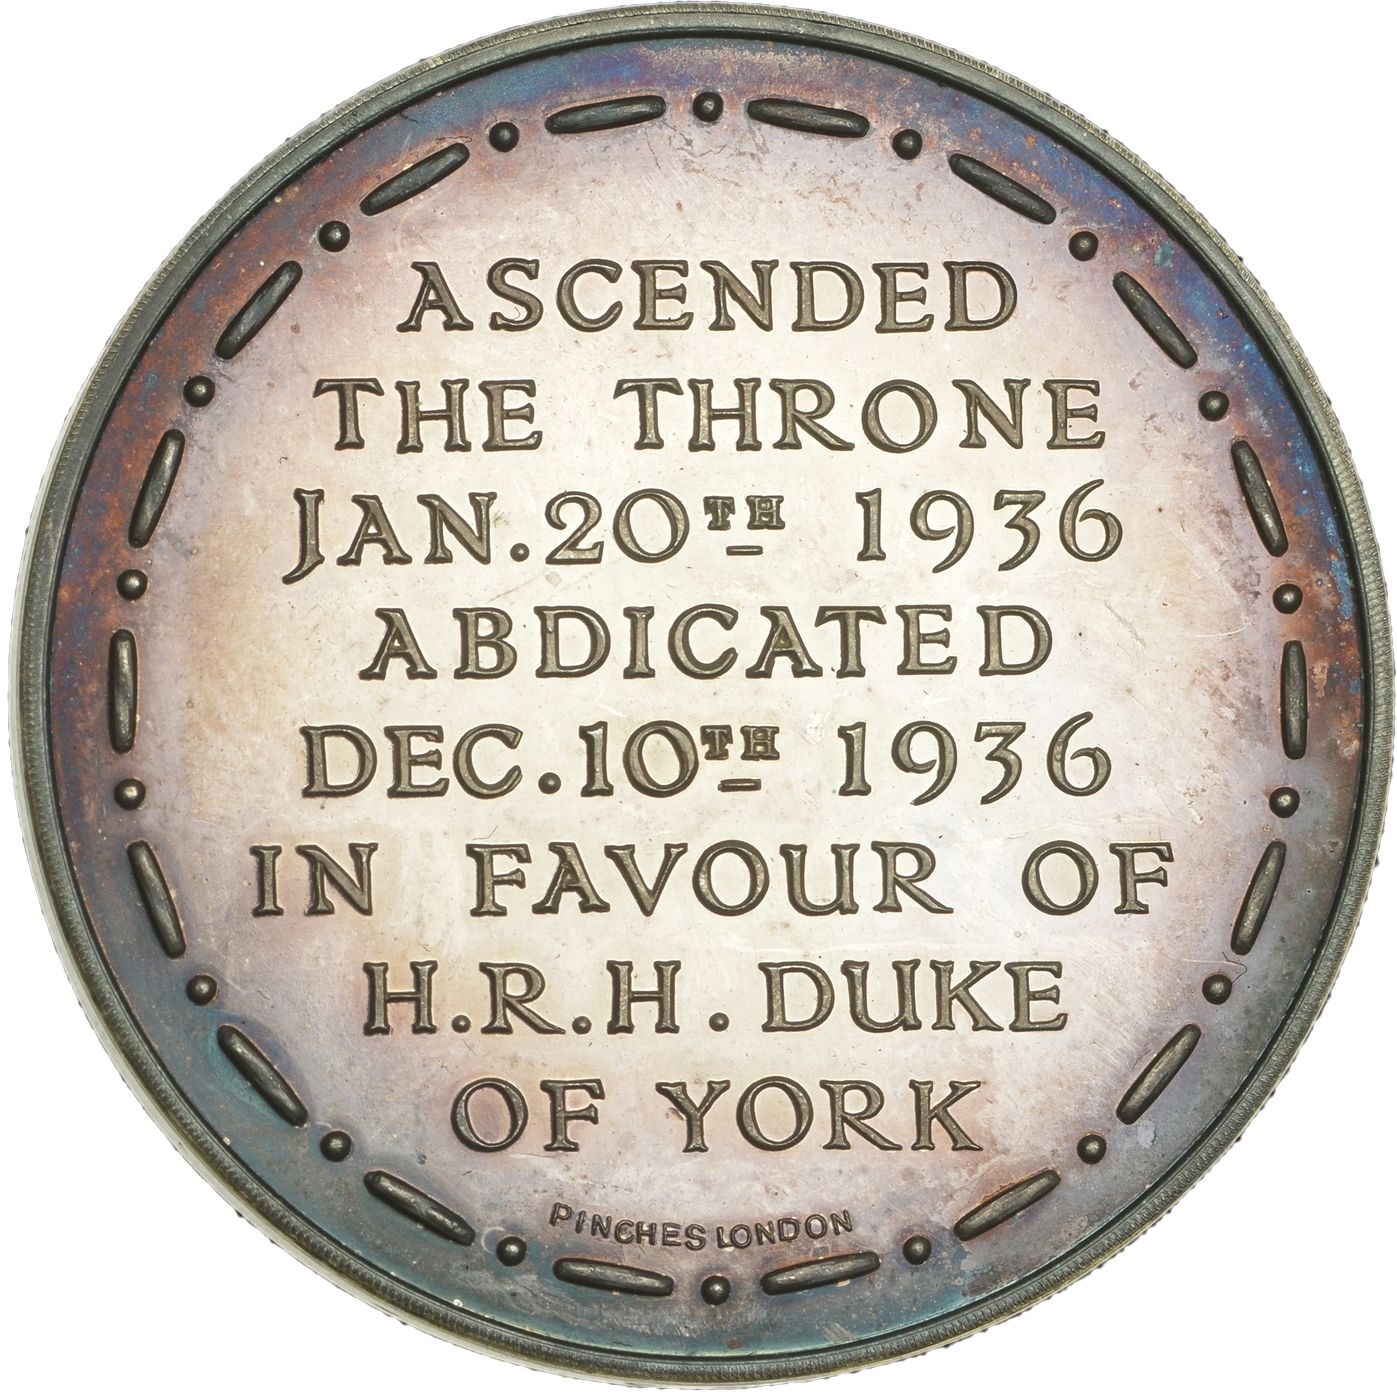 ASCENDED
THE THRONE
JAN. 20TH 1936
ABDICATED
DEC. 10TH 1936
IN FAVOUR OF
H.R.H. DUKE
OF YORK
PINCHES LONDON